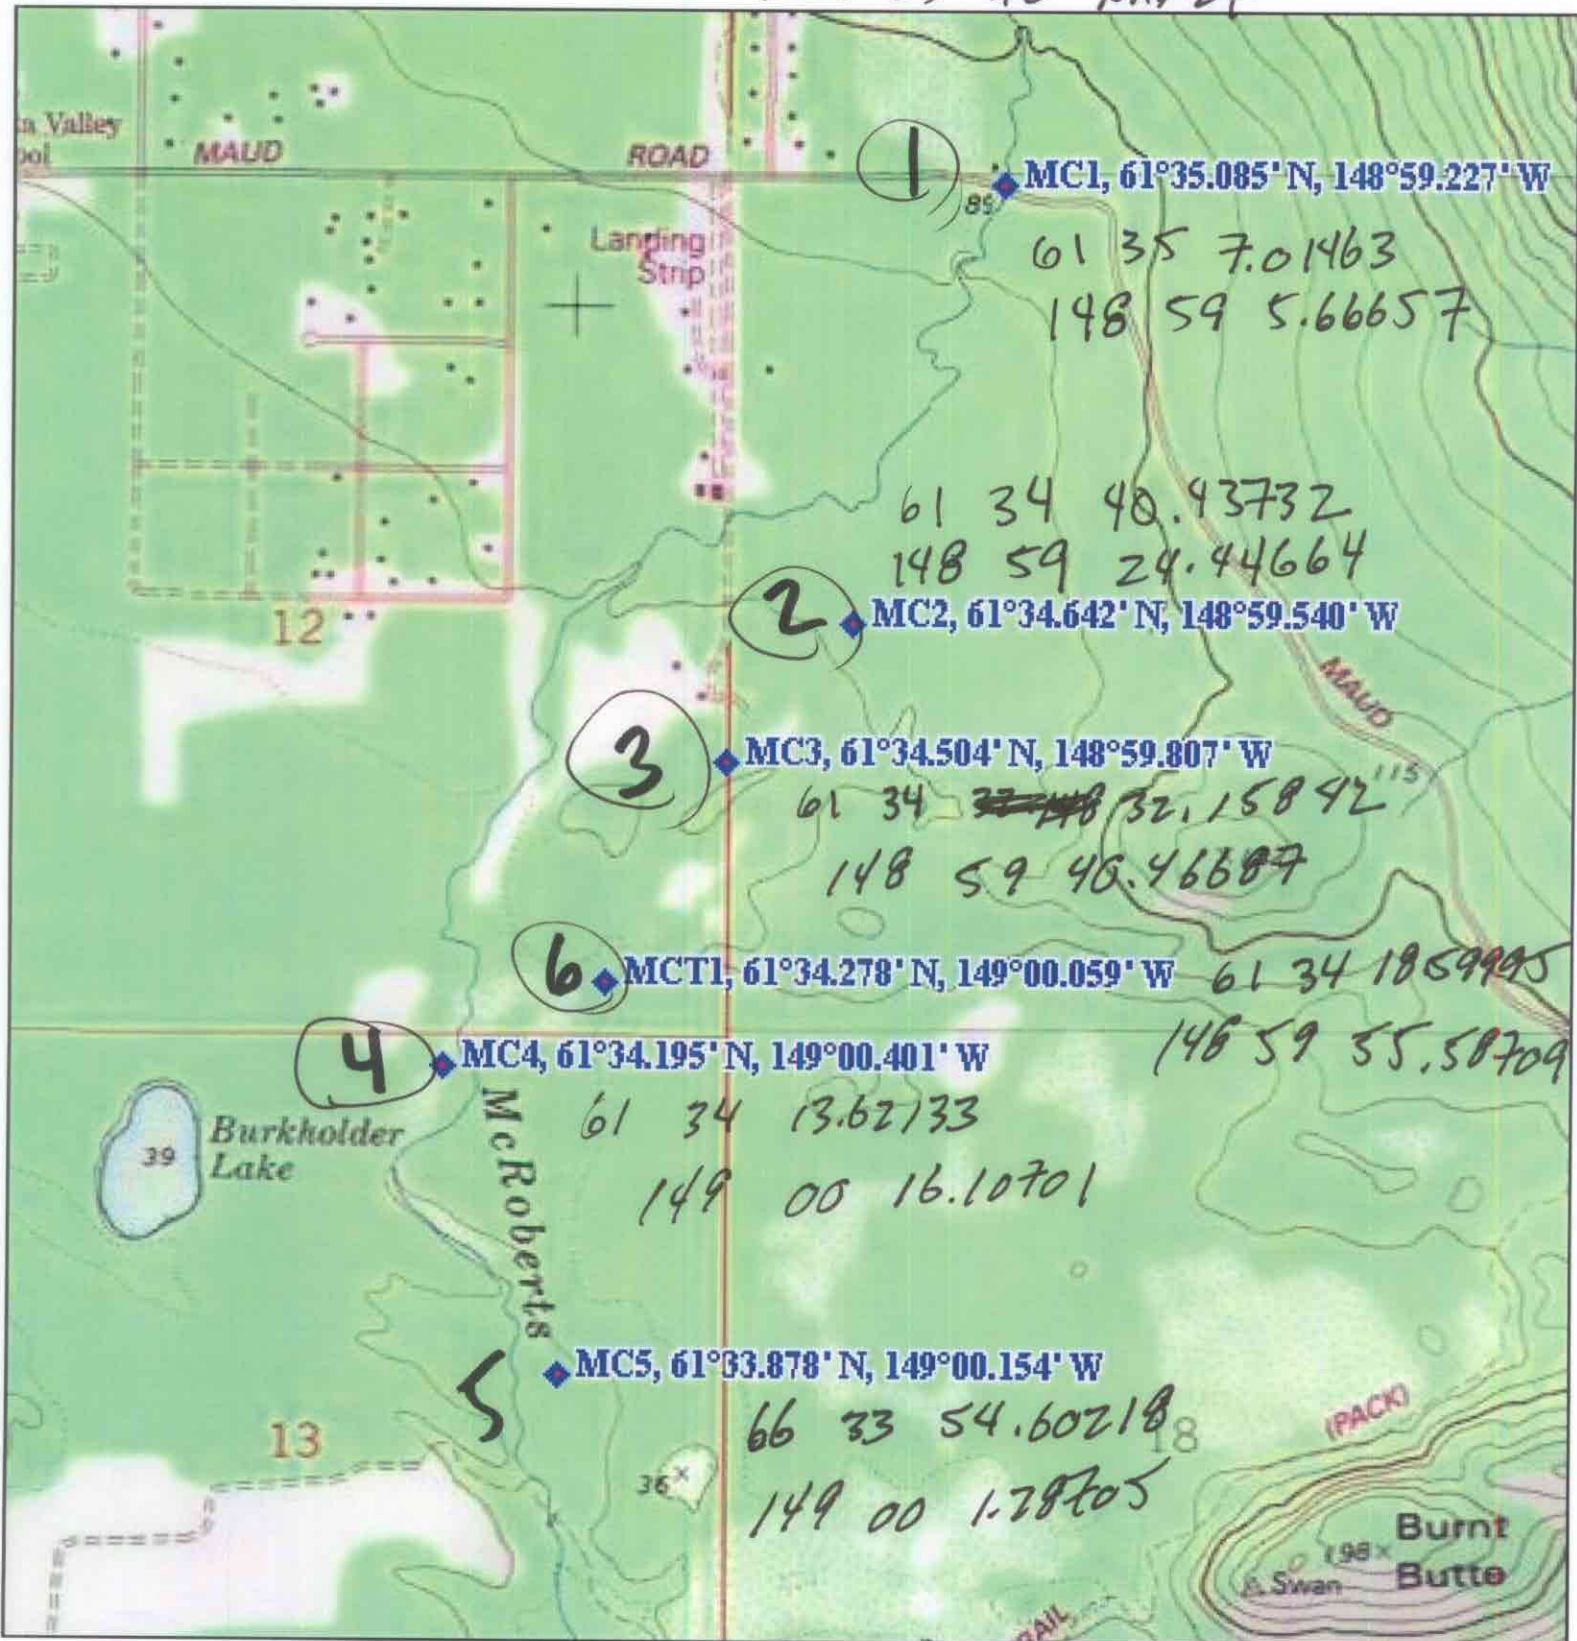 a Valley
ool
MAUD
ROAD
1
MC1, 61°35.085' N, 148°59.227' W
89
61 35 7.01463
148 59 5.66657
Landing
Strip
61 34 40.43732
148 59 24.44664
2
MC2, 61°34.642' N, 148°59.540' W
12
MAUD
3
MC3, 61°34.504' N, 148°59.807' W
115
61 34 32.15842
148 59 40.46687
6
MCT1, 61°34.278' N, 149°00.059' W
61 34 1859995
148 59 55.58709
4
MC4, 61°34.195' N, 149°00.401' W
61 34 13.62133
149 00 16.10701
39
Burkholder
Lake
McRoberts
5
MC5, 61°33.878' N, 149°00.154' W
66 33 54.60218
18
149 00 1.28705
13
36
(PACK)
Burnt
Butte
198
Swan
RAIL